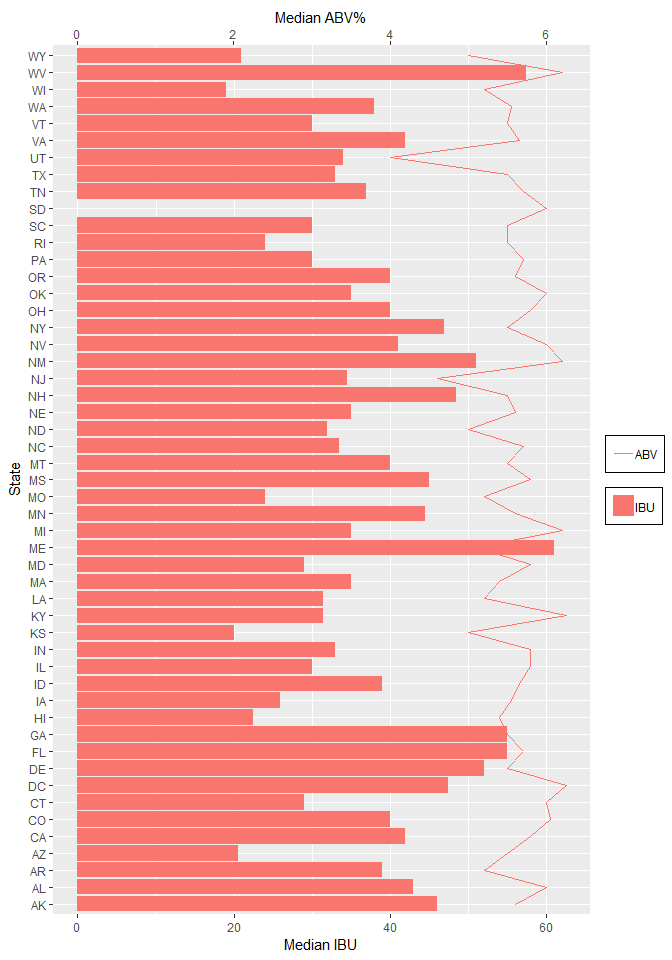 Median ABV%
0 2 4 6
WY
WV
WI
WA
VT
VA
UT
TX
TN
SD
SC
RI
PA
OR
OK
OH
NY
NV
NM
NJ
NH
NE
ND
NC
MT
MS
MO
MN
MI
ME
MD
MA
LA
KY
KS
IN
IL
ID
IA
HI
GA
FL
DE
DC
CT
CO
CA
AZ
AR
AL
AK
State
0 20 40 60
Median IBU
ABV
IBU